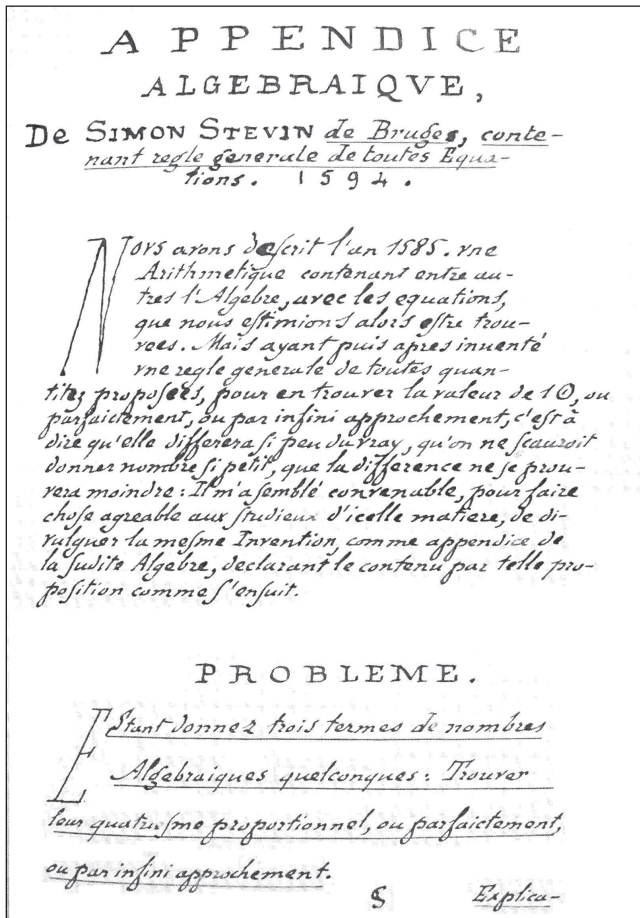 APPENDICE
ALGEBRAIQVE,
De SIMON STEVIN de Bruges, conte-
nant regle generale de toutes Equa-
tions. 1594.
NOVS avons descrit l'an 1585. vne
Arithmetique contenant entre au-
tres l'Algebre, avec les equations,
que nous estimions alors estre trou-
vees. Mais ayant puis apres inuenté
vne regle generale de toutes quan-
titez proposees, pour en trouver la valeur de 1①, ou
parfaictement, ou par infini approchement, c'est à
dire qu'elle differera si peu du vray, qu'on ne scauroit
donner nombre si petit, que la difference ne se prou-
vera moindre: Il m'a semblé convenable, pour faire
chose agreable aux studieux d'icelle matiere, de di-
vulguer la mesme Invention, comme appendice de
la sudite Algebre, declarant le contenu par telle pro-
position comme s'ensuit.
PROBLEME.
EStant donnez trois termes de nombres
Algebraiques quelconques: Trouver
leur quatriesme proportionnel, ou parfaictement,
ou par infini approchement.
S Explica-